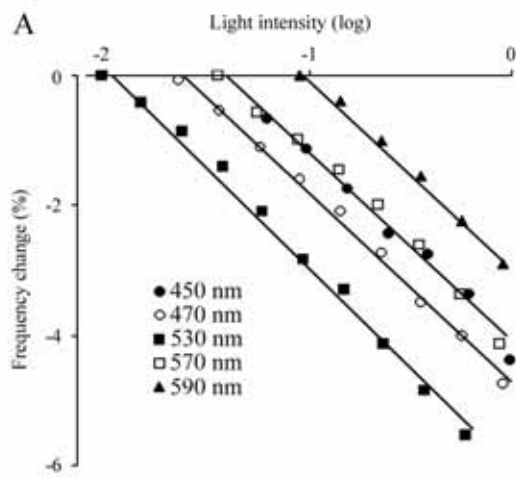 A
Light intensity (log)
-2 -1 0
0
-2
-4
-6
Frequency change (%)
450 nm
470 nm
530 nm
570 nm
590 nm